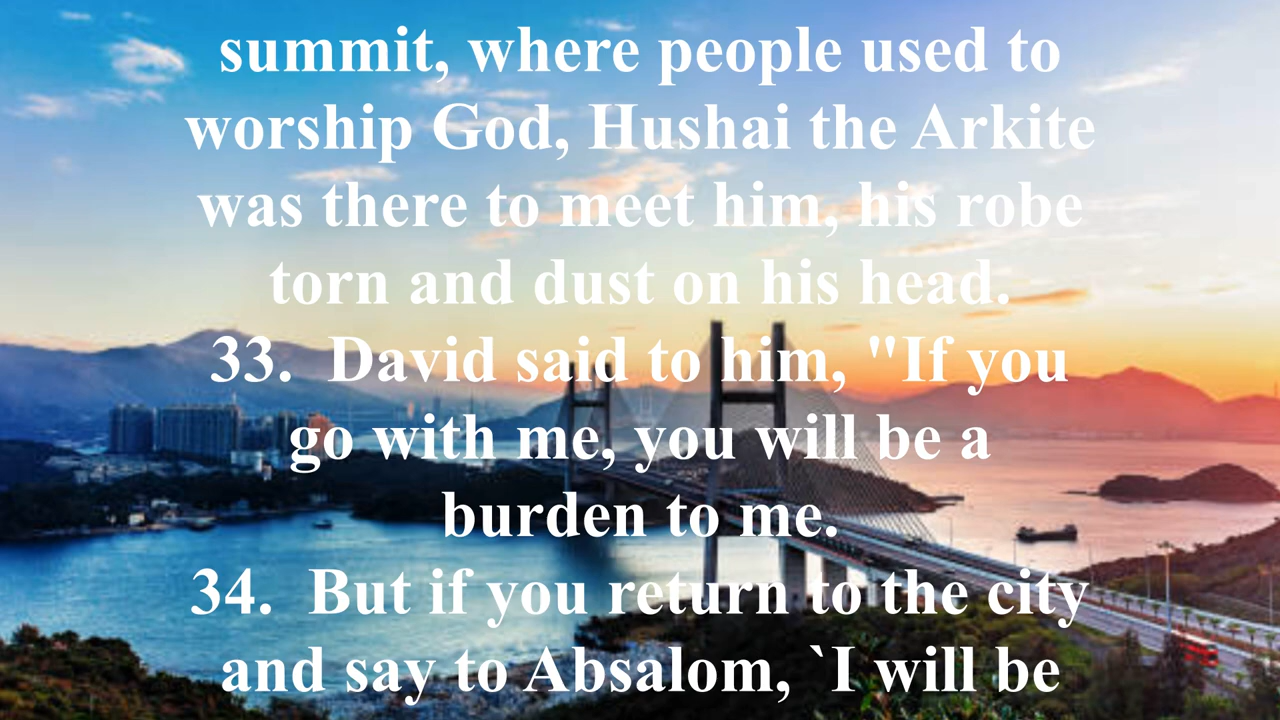 summit, where people used to
worship God, Hushai the Arkite
was there to meet him, his robe
torn and dust on his head.
33.  David said to him, "If you
go with me, you will be a
burden to me.
34.  But if you return to the city
and say to Absalom, `I will be